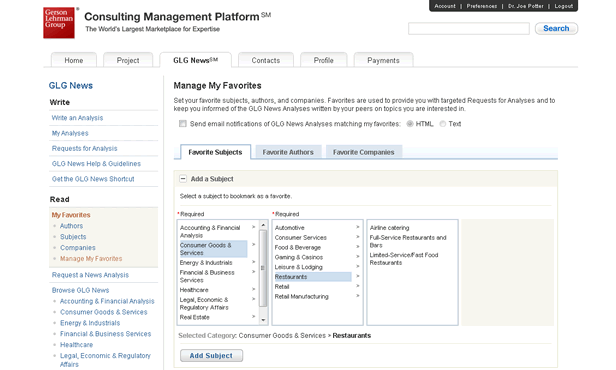 Account | Preferences | Dr. Joe Potter | Logout
Gerson
Lehrman
Group
Consulting Management Platform℠
The World's Largest Marketplace for Expertise
Search
Home
Project
GLG News℠
Contacts
Profile
Payments
GLG News
Write
Write an Analysis
My Analyses
Requests for Analysis
GLG News Help & Guidelines
Get the GLG News Shortcut
Read
My Favorites
Authors
Subjects
Companies
Manage My Favorites
Request a News Analysis
Browse GLG News
Accounting & Financial Analysis
Consumer Goods & Services
Energy & Industrials
Financial & Business Services
Healthcare
Legal, Economic & Regulatory
Affairs
Manage My Favorites
Set your favorite subjects, authors, and companies. Favorites are used to provide you with targeted Requests for Analyses and to
keep you informed of the GLG News Analyses written by your peers on topics you are interested in.
Send email notifications of GLG News Analyses matching my favorites: HTML Text
Favorite Subjects
Favorite Authors
Favorite Companies
Add a Subject
Select a subject to bookmark as a favorite.
*Required
Accounting & Financial
Analysis
Consumer Goods &
Services
Energy & Industrials
Financial & Business
Services
Healthcare
Legal, Economic &
Regulatory Affairs
Real Estate
*Required
Automotive
Consumer Services
Food & Beverage
Gaming & Casinos
Leisure & Lodging
Restaurants
Retail
Retail Manufacturing
Airline catering
Full-Service Restaurants and
Bars
Limited-Service/Fast Food
Restaurants
Selected Category: Consumer Goods & Services > Restaurants
Add Subject